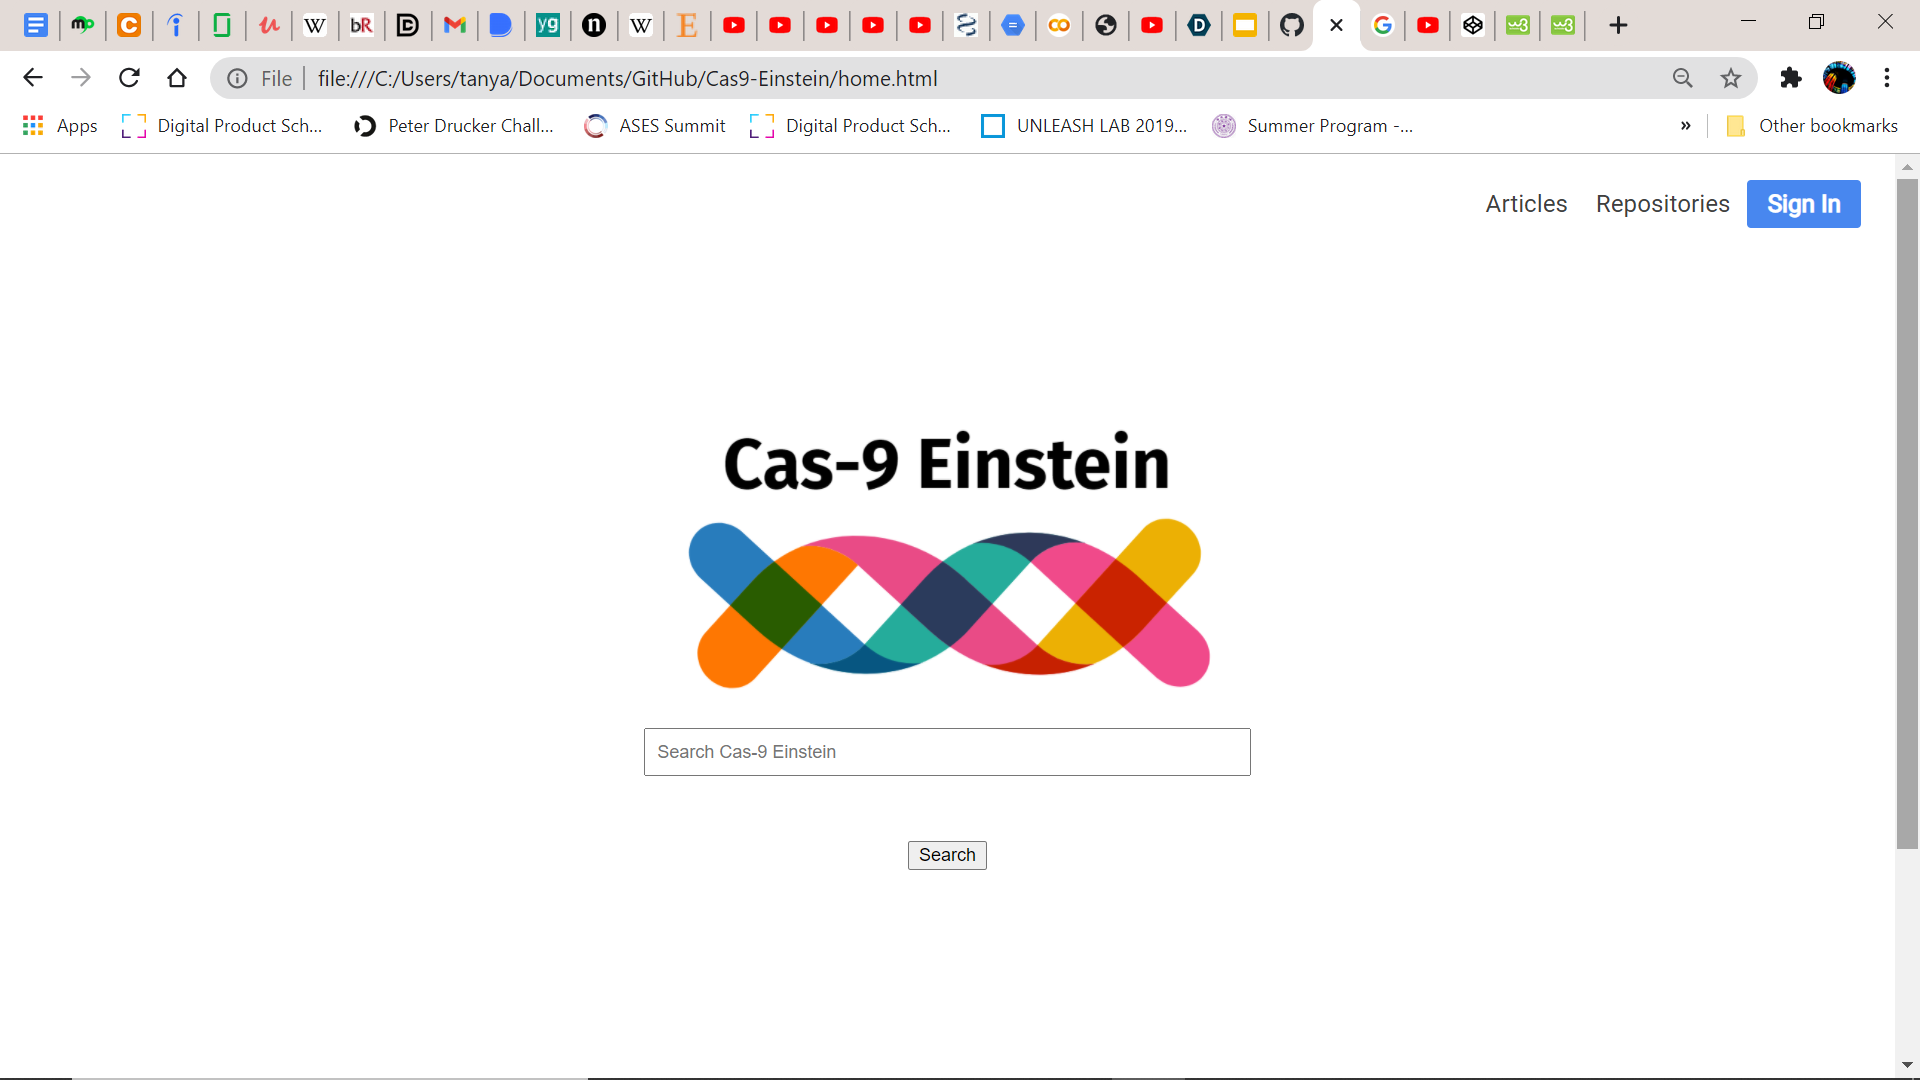 File file:///C:/Users/tanya/Documents/GitHub/Cas9-Einstein/home.html
Apps Digital Product Sch... Peter Drucker Chall... ASES Summit Digital Product Sch... UNLEASH LAB 2019... Summer Program -... » Other bookmarks
Articles Repositories Sign In
Cas-9 Einstein
Search Cas-9 Einstein
Search